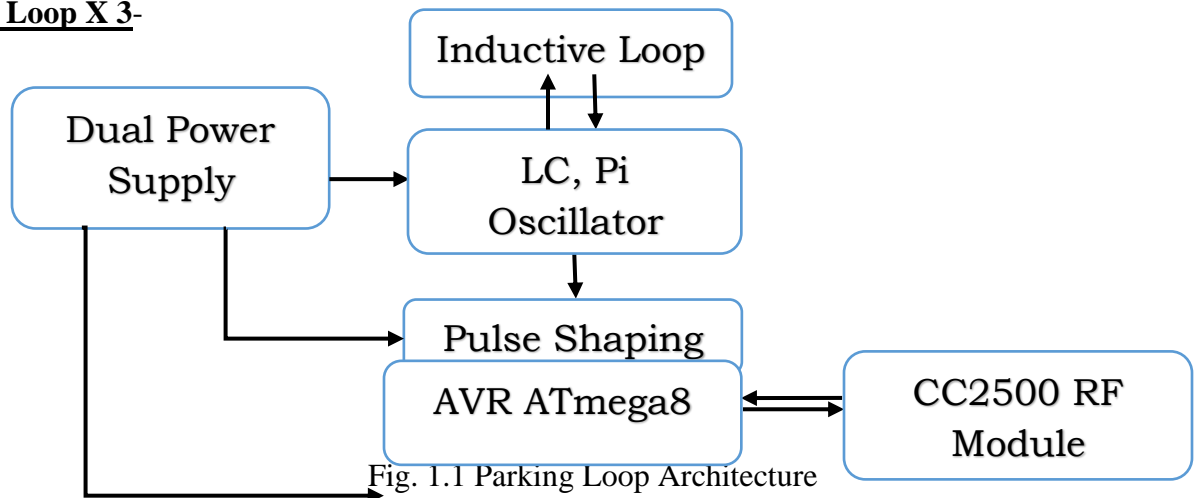 Loop X 3-
Inductive Loop
Dual Power
Supply
LC, Pi
Oscillator
Pulse Shaping
AVR ATmega8
CC2500 RF
Module
Fig. 1.1 Parking Loop Architecture